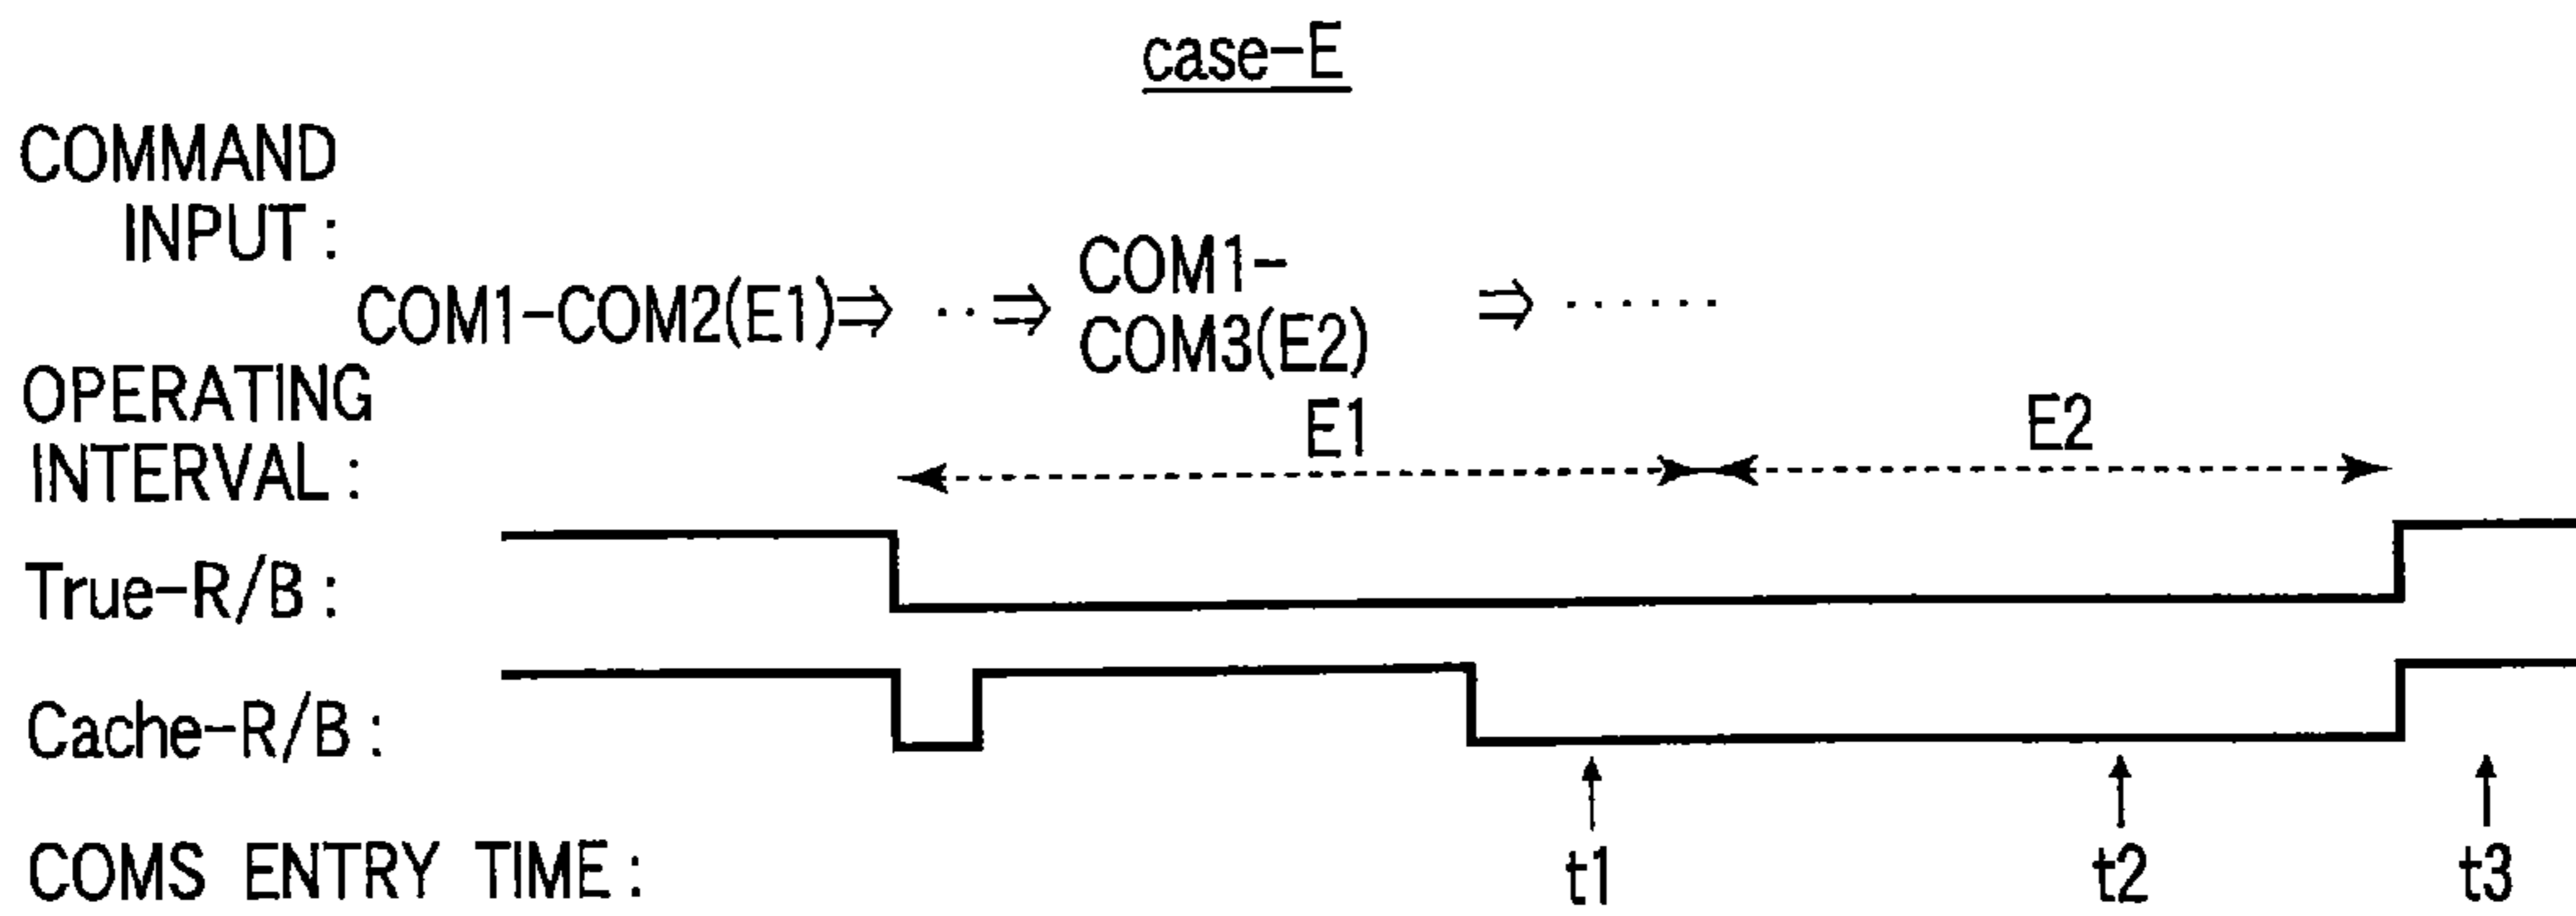 case-E
COMMAND
INPUT :
COM1-COM2(E1)⇒ ‥⇒ COM1-
COM3(E2) ⇒ ······
OPERATING
INTERVAL :
E1 E2
True-R/B :
Cache-R/B :
COMS ENTRY TIME : t1 t2 t3